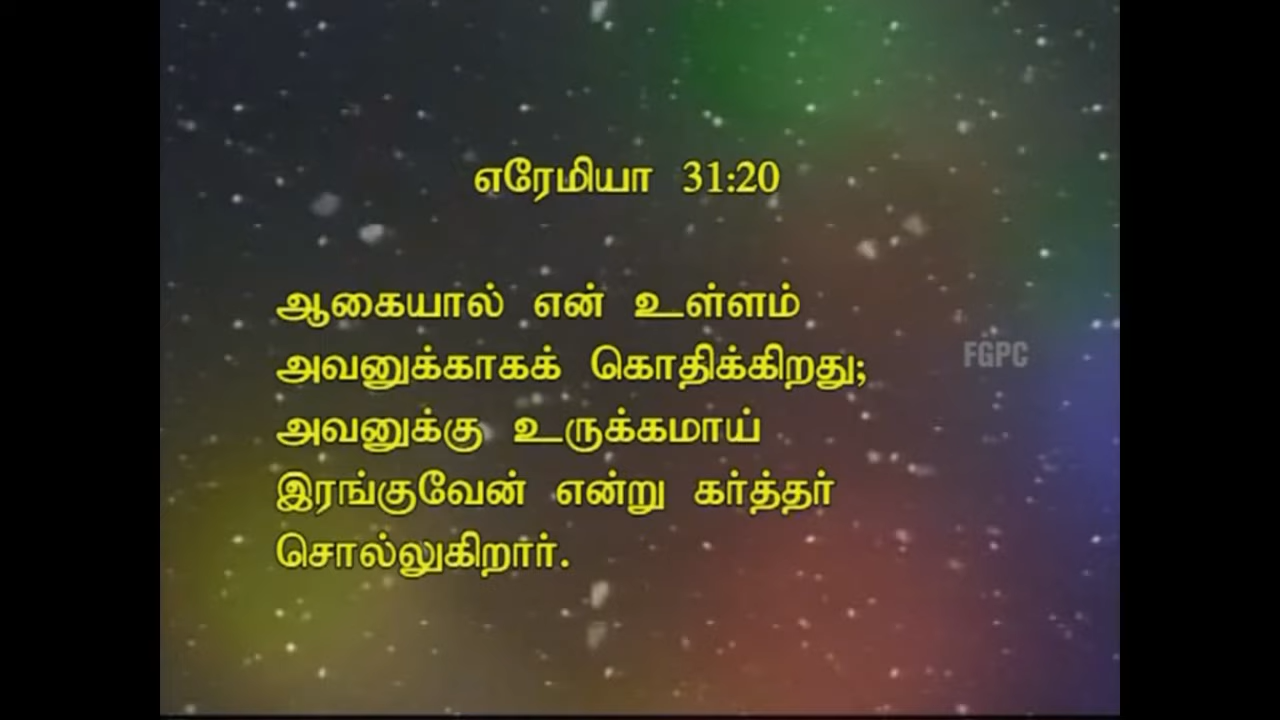 எரேமியா 31:20
ஆகையால் என் உள்ளம்
அவனுக்காகக் கொதிக்கிறது;
அவனுக்கு உருக்கமாய்
இரங்குவேன் என்று கர்த்தர்
சொல்லுகிறார்.
FGPC